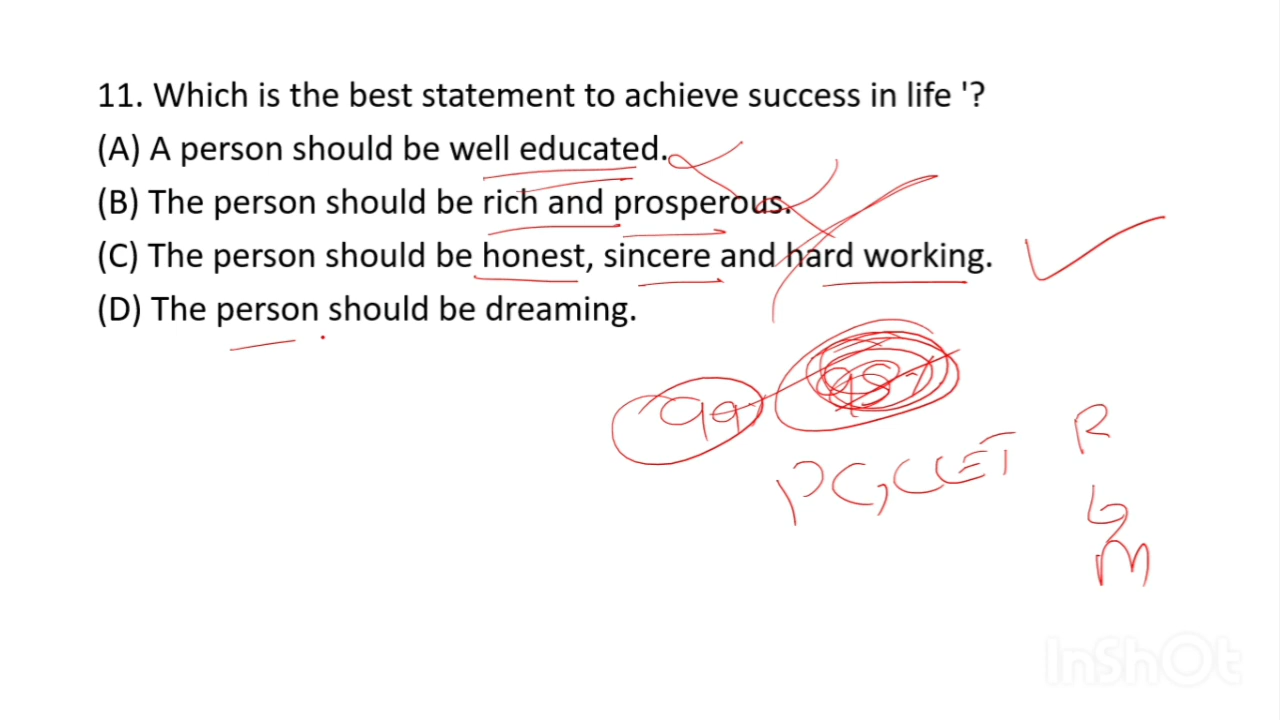 11. Which is the best statement to achieve success in life '?
(A) A person should be well educated.
(B) The person should be rich and prosperous.
(C) The person should be honest, sincere and hard working.
(D) The person should be dreaming.
99
PG, CET
R
M
InShOt